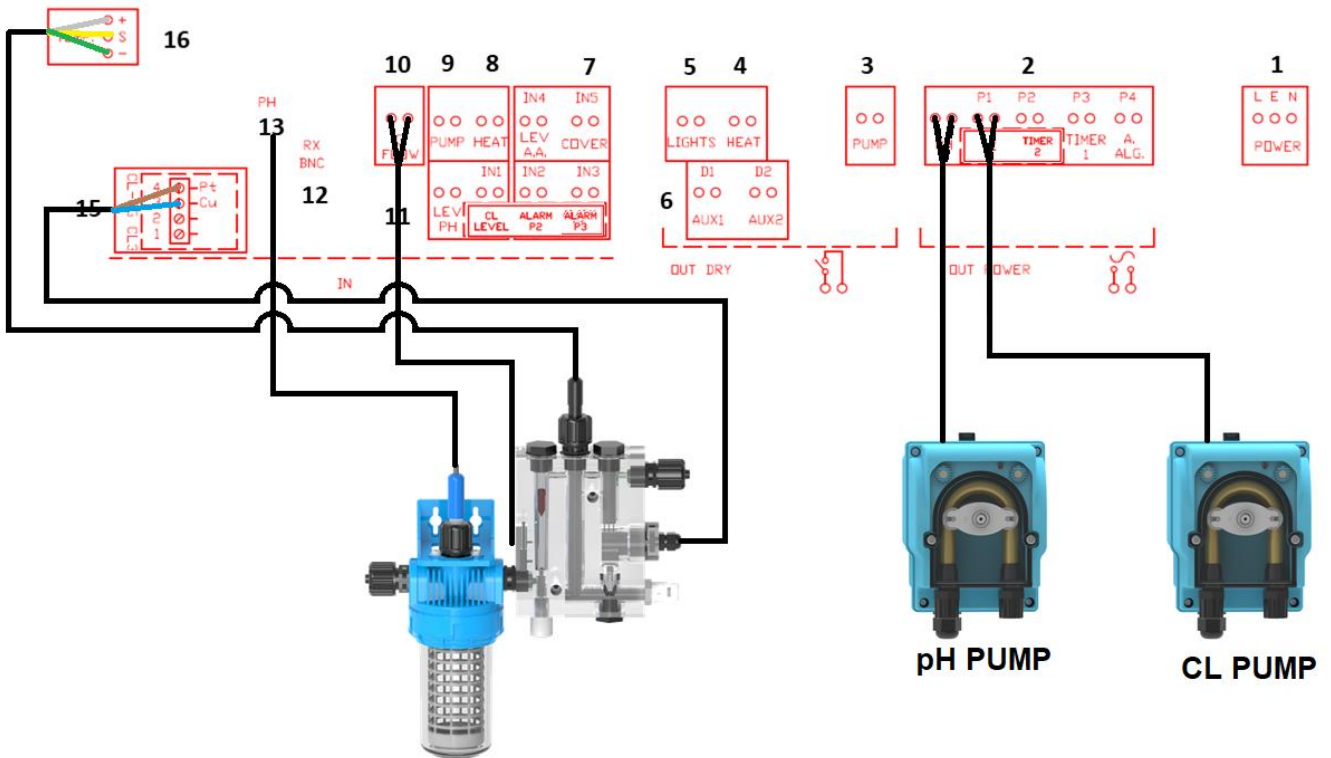 +
S
-
16
PH
13
RX
BNC
12
CL
4
Pt
3
Cu
2
1
CL3
15
10
9
8
7
FLOW
PUMP
HEAT
IN4
IN5
LEV
A.A.
COVER
11
LEV
PH
IN1
IN2
IN3
CL
LEVEL
ALARM
P2
ALARM
P3
IN
5
4
LIGHTS
HEAT
6
D1
D2
AUX1
AUX2
OUT DRY
3
PUMP
2
P1
P2
P3
P4
TIMER
2
TIMER
1
A.
ALG.
OUT POWER
1
L E N
POWER
pH PUMP
CL PUMP